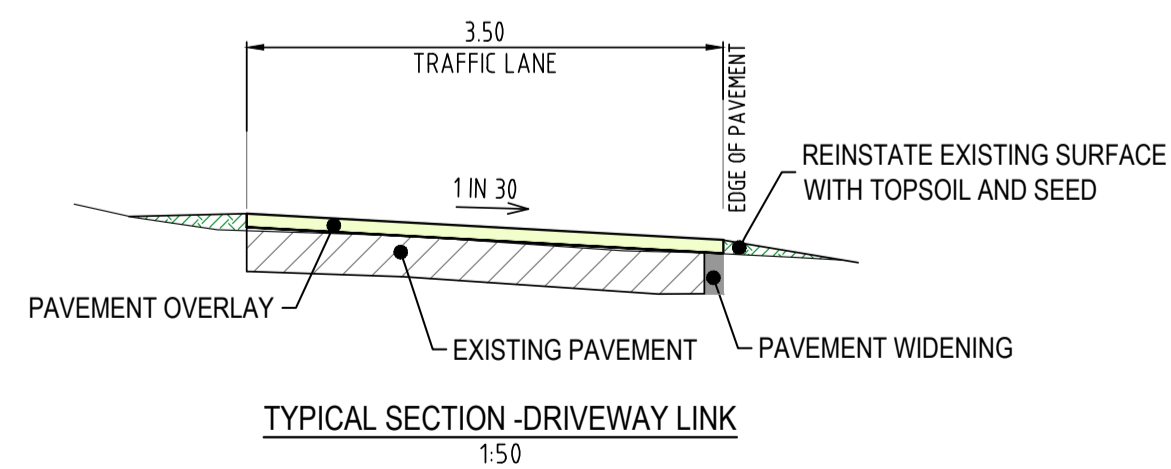 3.50
TRAFFIC LANE
EDGE OF PAVEMENT
REINSTATE EXISTING SURFACE
WITH TOPSOIL AND SEED
1 IN 30
PAVEMENT OVERLAY
EXISTING PAVEMENT
PAVEMENT WIDENING
TYPICAL SECTION -DRIVEWAY LINK
1:50